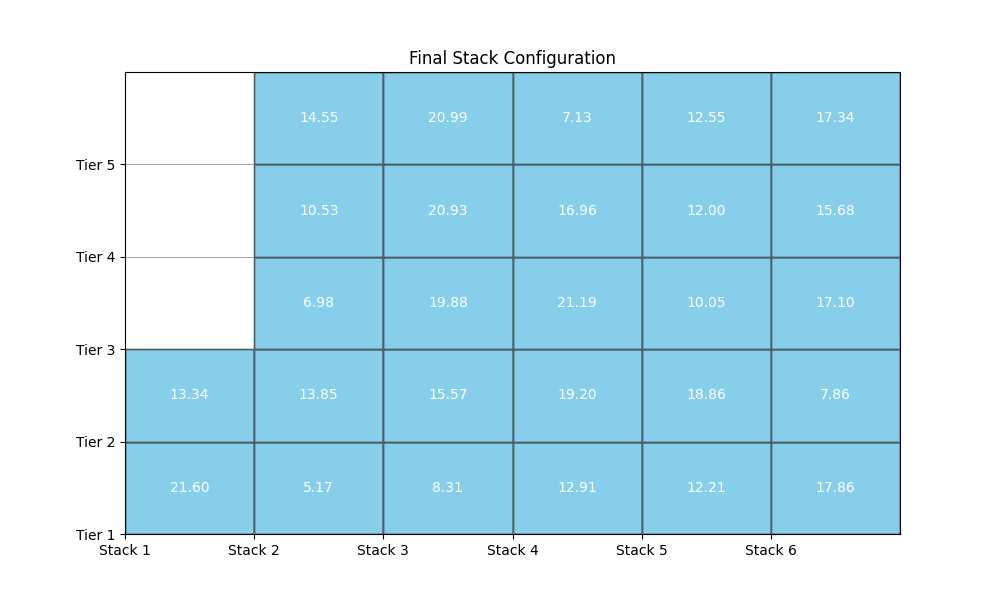 Final Stack Configuration
14.55 20.99 7.13 12.55 17.34
Tier 5
10.53 20.93 16.96 12.00 15.68
Tier 4
6.98 19.88 21.19 10.05 17.10
Tier 3
13.34 13.85 15.57 19.20 18.86 7.86
Tier 2
21.60 5.17 8.31 12.91 12.21 17.86
Tier 1
Stack 1 Stack 2 Stack 3 Stack 4 Stack 5 Stack 6